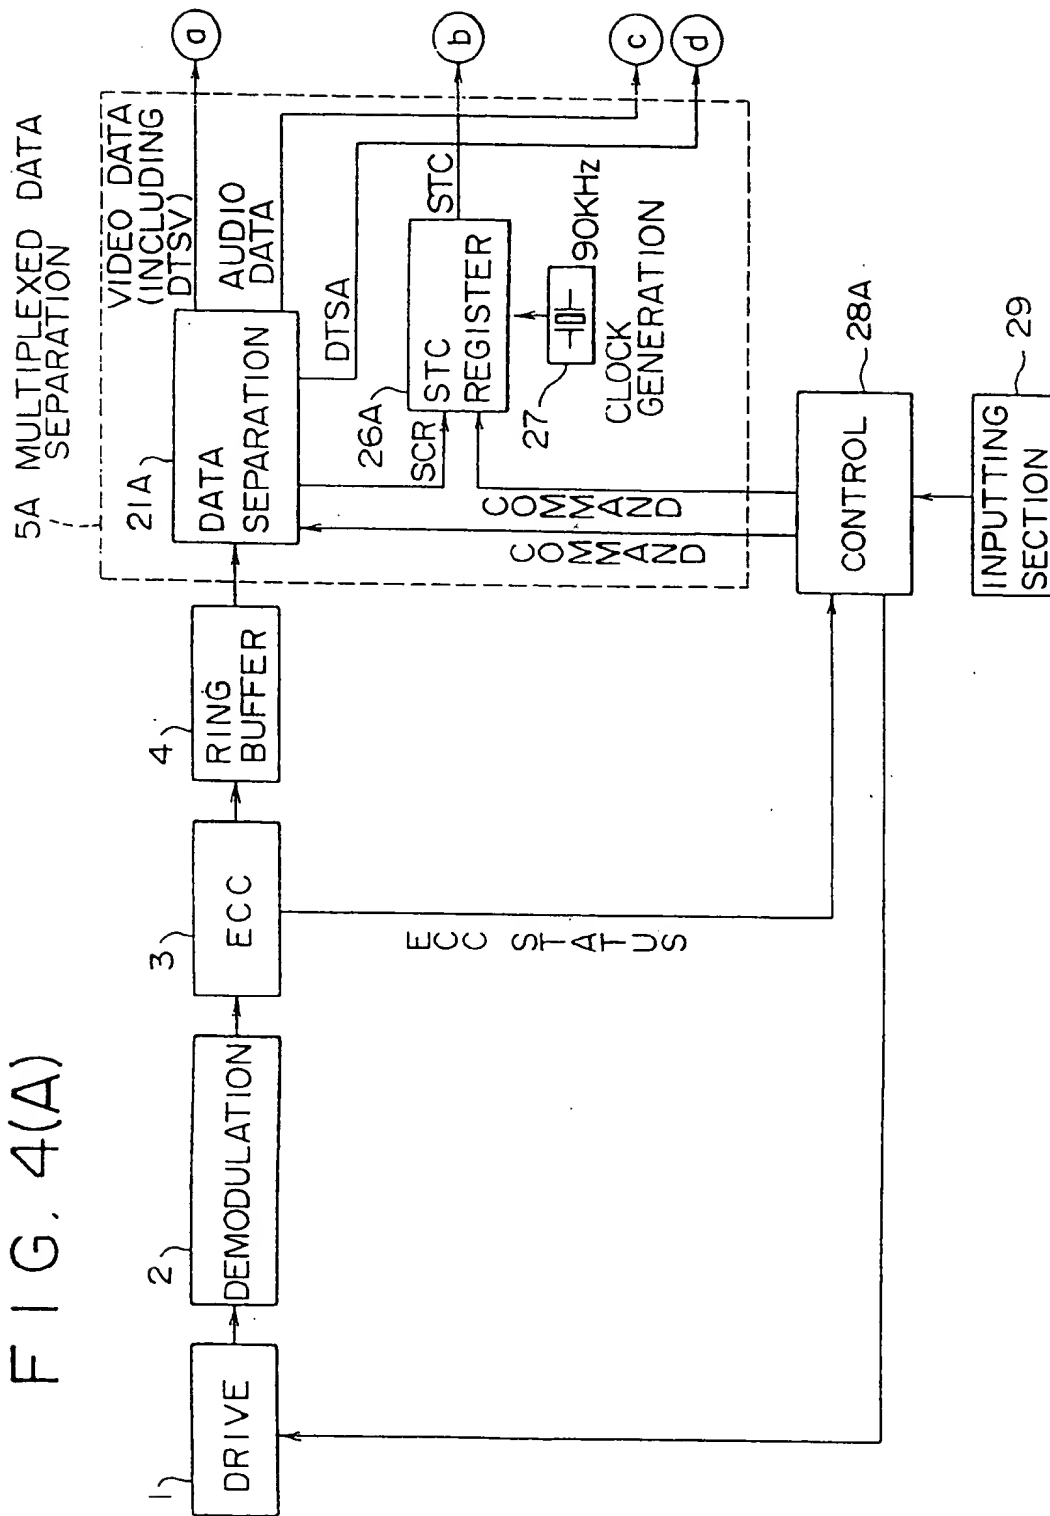 FIG. 4(A)
5A MULTIPLEXED DATA
SEPARATION
1
DRIVE
2
DEMODULATION
3
ECC
4
RING
BUFFER
21A
DATA
SEPARATION
VIDEO DATA
(INCLUDING
DTSV)
AUDIO
DATA
DTSA
26A
SCR
STC
REGISTER
STC
27
90KHz
CLOCK
GENERATION
ECC STATUS
COMMAND
COMMAND
CONTROL
28A
INPUTTING
SECTION
29
a
b
c
d